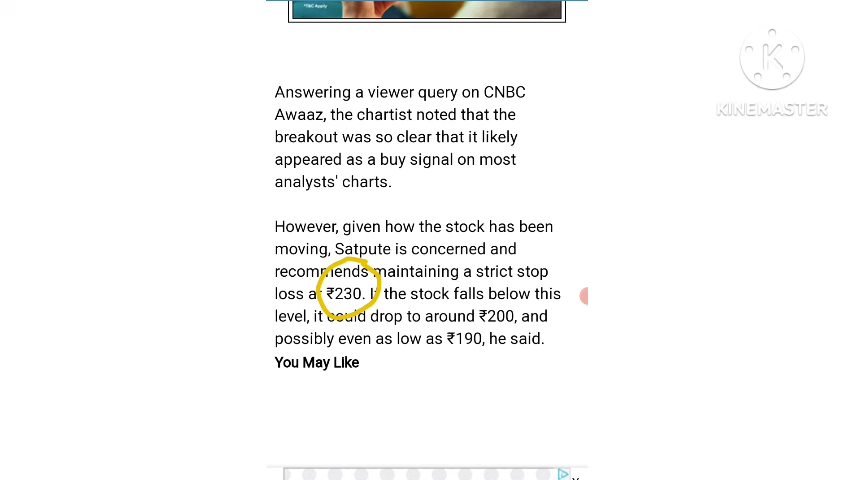 *T&C Apply
Answering a viewer query on CNBC
Awaaz, the chartist noted that the
breakout was so clear that it likely
appeared as a buy signal on most
analysts' charts.
However, given how the stock has been
moving, Satpute is concerned and
recommends maintaining a strict stop
loss at ₹230. If the stock falls below this
level, it could drop to around ₹200, and
possibly even as low as ₹190, he said.
You May Like
K
KINEMASTER